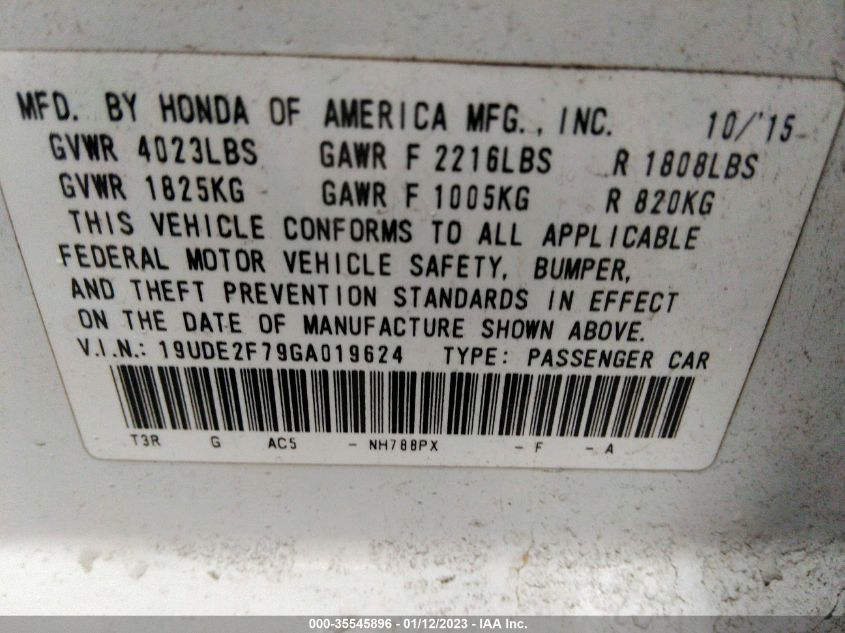 MFD. BY HONDA OF AMERICA MFG., INC. 10/'15
GVWR 4023LBS GAWR F 2216LBS R 1808LBS
GVWR 1825KG GAWR F 1005KG R 820KG
THIS VEHICLE CONFORMS TO ALL APPLICABLE
FEDERAL MOTOR VEHICLE SAFETY, BUMPER,
AND THEFT PREVENTION STANDARDS IN EFFECT
ON THE DATE OF MANUFACTURE SHOWN ABOVE.
V.I.N.: 19UDE2F79GA019624 TYPE: PASSENGER CAR
T3R G AC5 - NH788PX - F - A
000-35545896 - 01/12/2023 - IAA Inc.